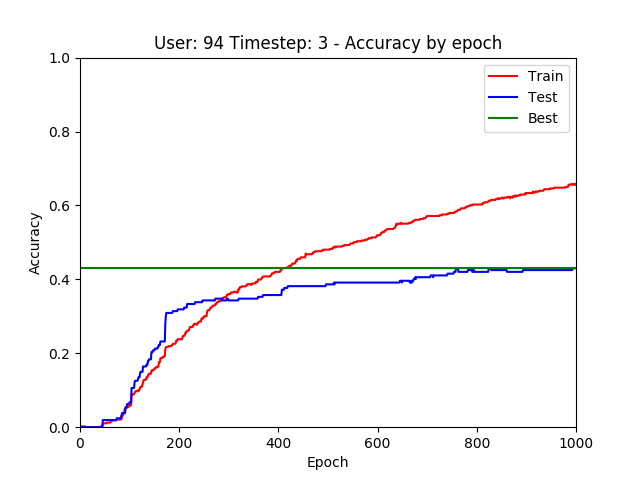 User: 94 Timestep: 3 - Accuracy by epoch
1.0
0.8
0.6
0.4
0.2
0.0
Accuracy
Train
Test
Best
0 200 400 600 800 1000
Epoch